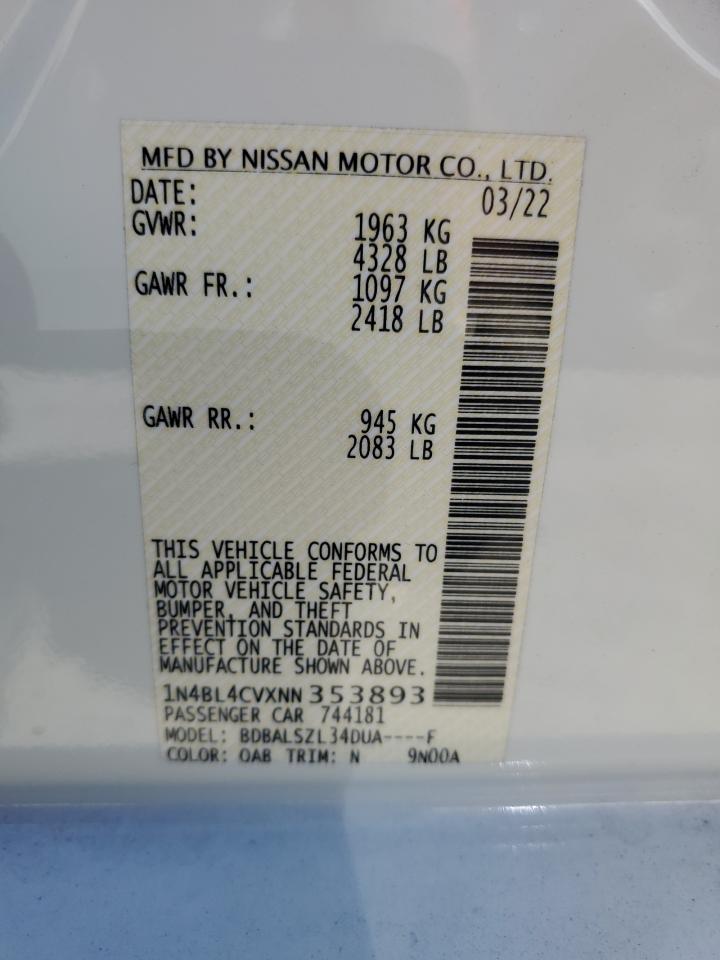 MFD BY NISSAN MOTOR CO., LTD.
DATE: 03/22
GVWR: 1963 KG
4328 LB
GAWR FR.: 1097 KG
2418 LB
GAWR RR.: 945 KG
2083 LB
THIS VEHICLE CONFORMS TO
ALL APPLICABLE FEDERAL
MOTOR VEHICLE SAFETY,
BUMPER, AND THEFT
PREVENTION STANDARDS IN
EFFECT ON THE DATE OF
MANUFACTURE SHOWN ABOVE.
1N4BL4CVXNN353893
PASSENGER CAR 744181
MODEL: BDBALSZL34DUA----F
COLOR: QAB TRIM: N 9N00A